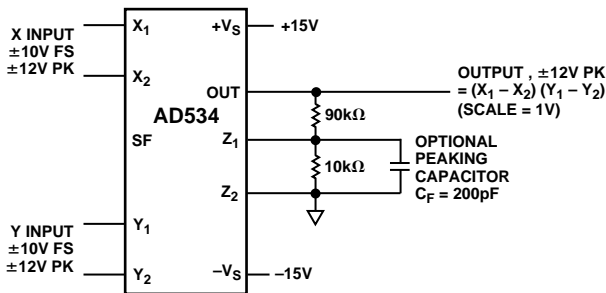 X INPUT
±10V FS
±12V PK
X1
X2
+VS
+15V
OUT
OUTPUT , ±12V PK
= (X1 – X2) (Y1 – Y2)
(SCALE = 1V)
AD534
90kΩ
SF
Z1
10kΩ
OPTIONAL
PEAKING
CAPACITOR
CF = 200pF
Z2
Y INPUT
±10V FS
±12V PK
Y1
Y2
–VS
–15V